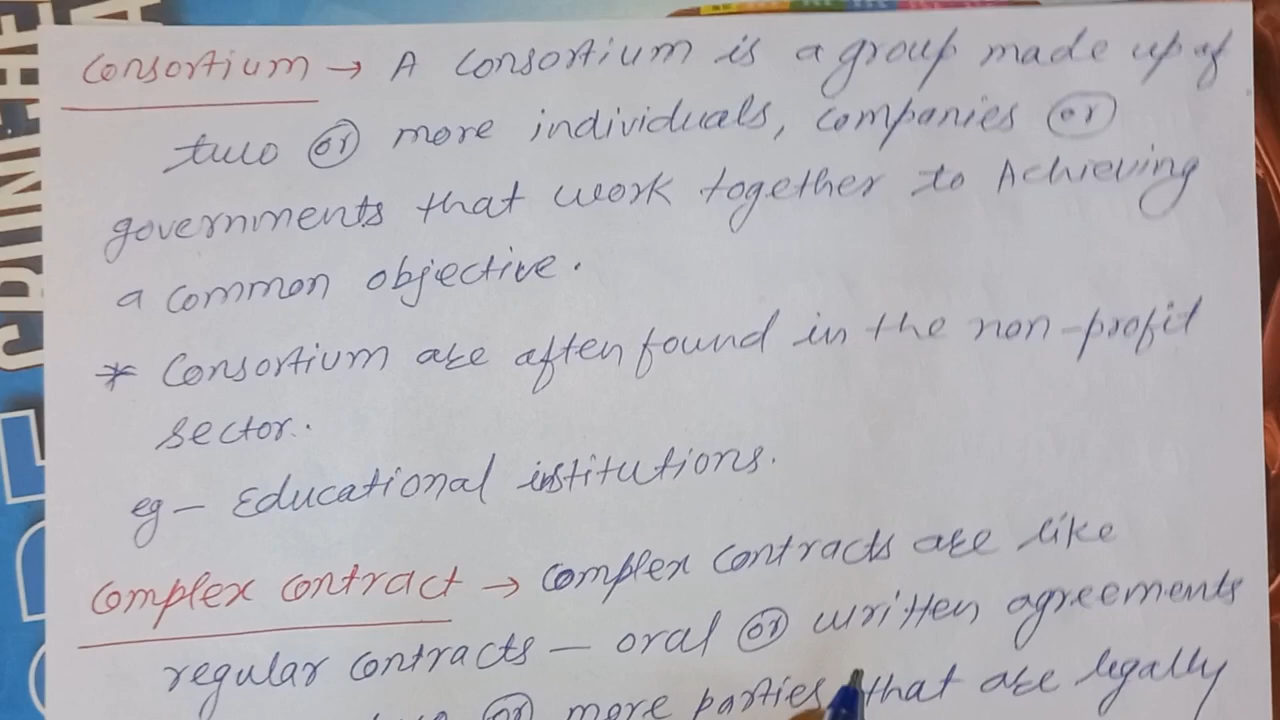 Consortium → A consortium is a group made up of
two or more individuals, companies or
governments that work together to Achieving
a common objective.
* Consortium are often found in the non-profit
sector.
eg - Educational institutions.
Complex contract → Complex contracts are like
regular contracts - oral or written agreements
or more parties that are legally